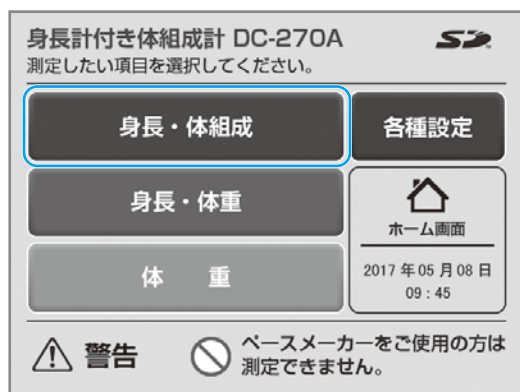 身長計付き体組成計 DC-270A
SD
測定したい項目を選択してください。
身長・体組成
各種設定
身長・体重
ホーム画面
体　重
2017 年 05 月 08 日
09 : 45
警告
ペースメーカーをご使用の方は
測定できません。